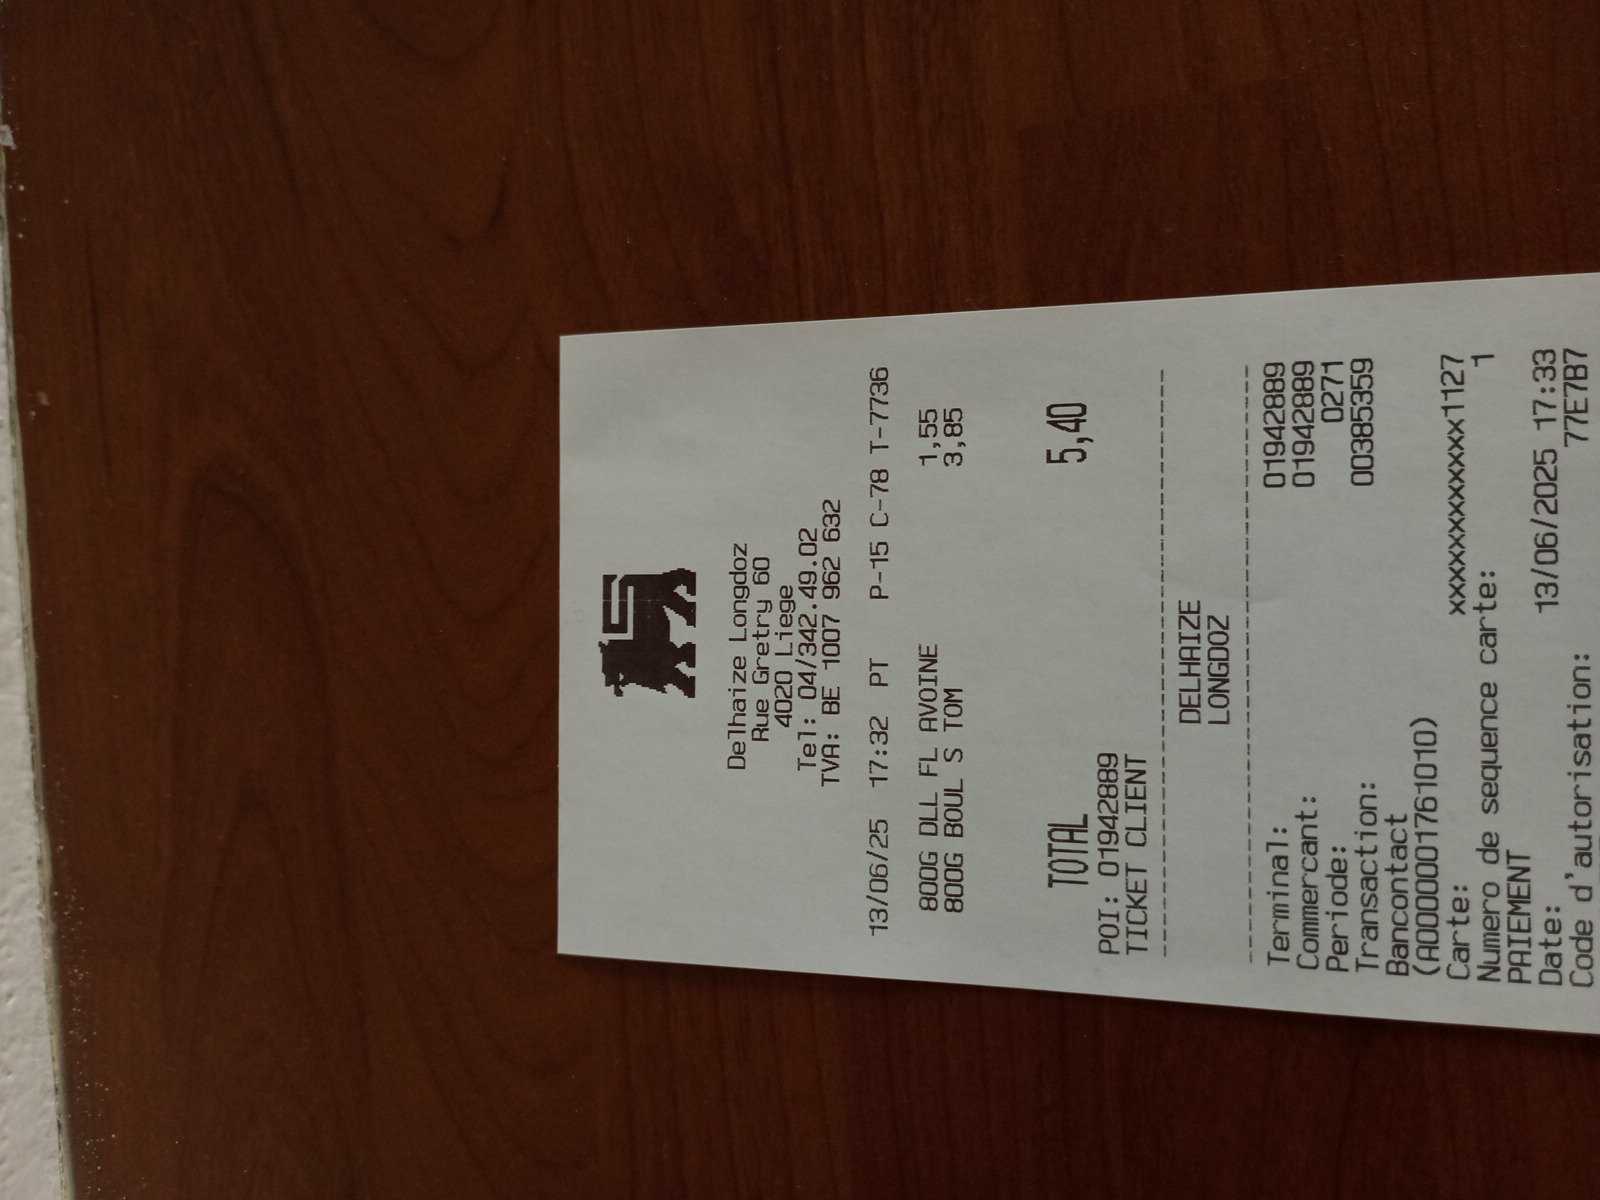 Delhaize Longdoz
Rue Gretry 60
4020 Liege
Tel: 04/342.49.02
TVA: BE 1007 962 632
13/06/25 17:32 PT P-15 C-78 T-7736
800G DLL FL AVOINE 1,55
800G BOUL S TOM 3,85
TOTAL 5,40
POI: 01942889
TICKET CLIENT
--------------------------------
DELHAIZE
LONGDOZ
--------------------------------
Terminal: 01942889
Commercant: 01942889
Periode: 0271
Transaction: 00385359
Bancontact
(A0000001761010)
Carte: xxxxxxxxxxxxx1127
Numero de sequence carte: 1
PAIEMENT
Date: 13/06/2025 17:33
Code d'autorisation: 77E7B7